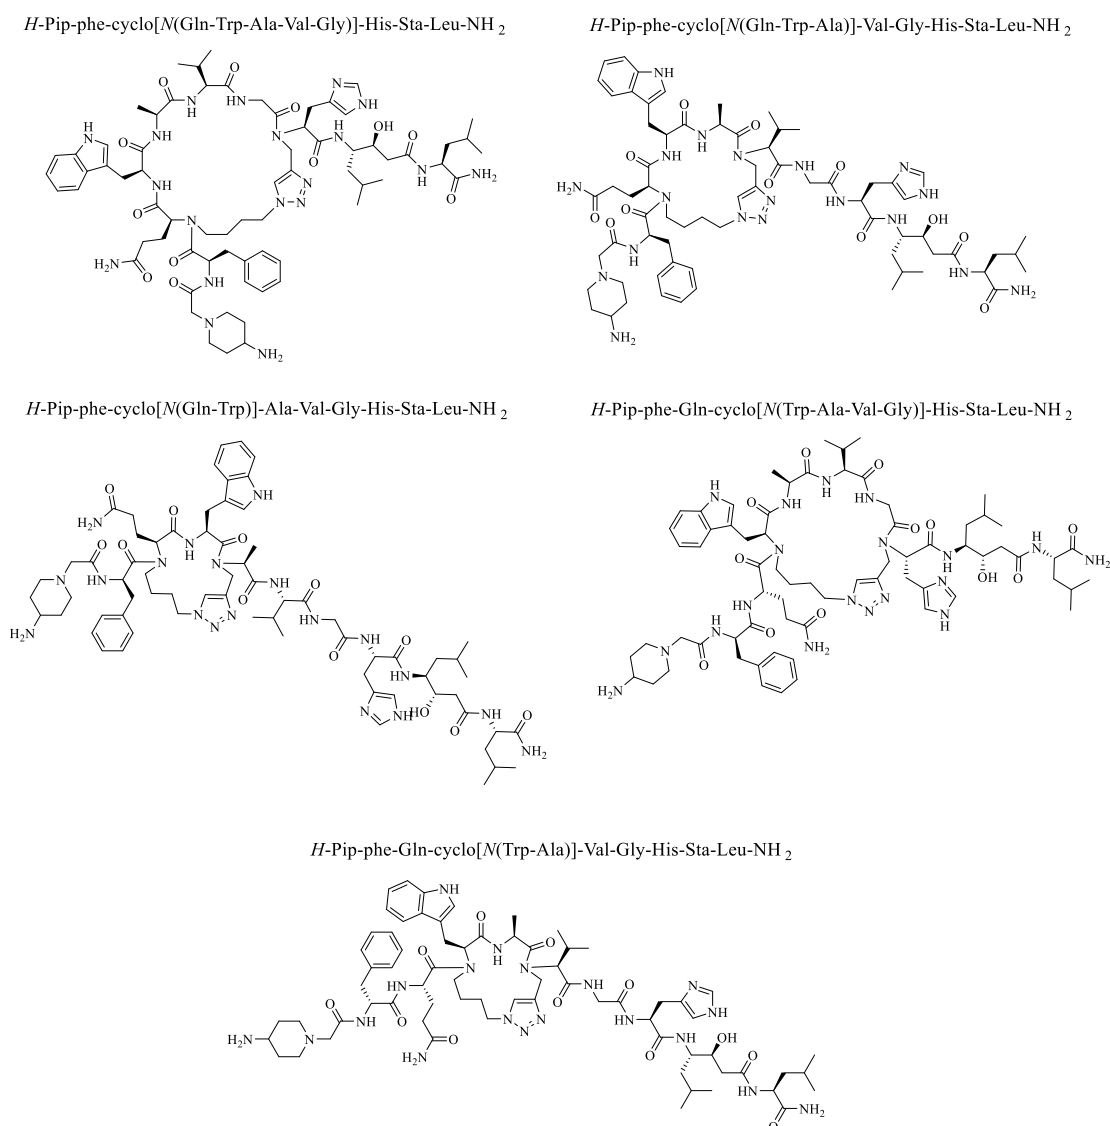 H-Pip-phe-cyclo[N(Gln-Trp-Ala-Val-Gly)]-His-Sta-Leu-NH2
H-Pip-phe-cyclo[N(Gln-Trp-Ala)]-Val-Gly-His-Sta-Leu-NH2
H-Pip-phe-cyclo[N(Gln-Trp)]-Ala-Val-Gly-His-Sta-Leu-NH2
H-Pip-phe-Gln-cyclo[N(Trp-Ala-Val-Gly)]-His-Sta-Leu-NH2
H-Pip-phe-Gln-cyclo[N(Trp-Ala)]-Val-Gly-His-Sta-Leu-NH2